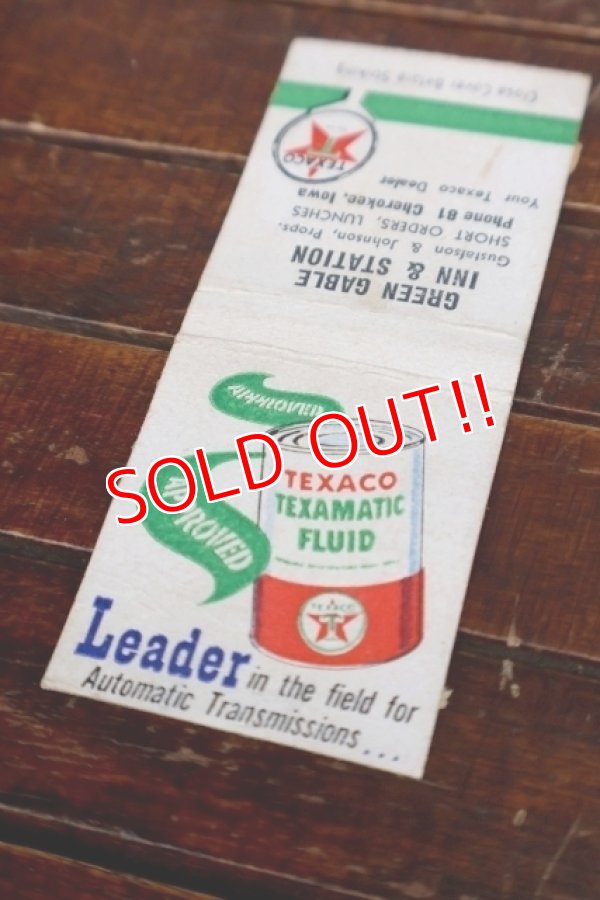 Close Cover Before Striking
TEXACO
T
GREEN GABLE
INN & STATION
Gustafson & Johnson, Props.
SHORT ORDERS, LUNCHES
Phone 81 Cherokee, Iowa
Your Texaco Dealer
SOLD OUT!!
APPROVED
TEXACO
TEXAMATIC
FLUID
TEXACO
T
Leader in the field for
Automatic Transmissions...